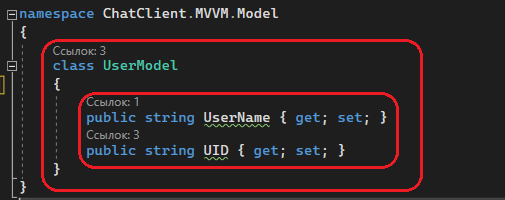 namespace ChatClient.MVVM.Model
{
Ссылок: 3
class UserModel
{
Ссылок: 1
public string UserName { get; set; }
Ссылок: 3
public string UID { get; set; }
}
}